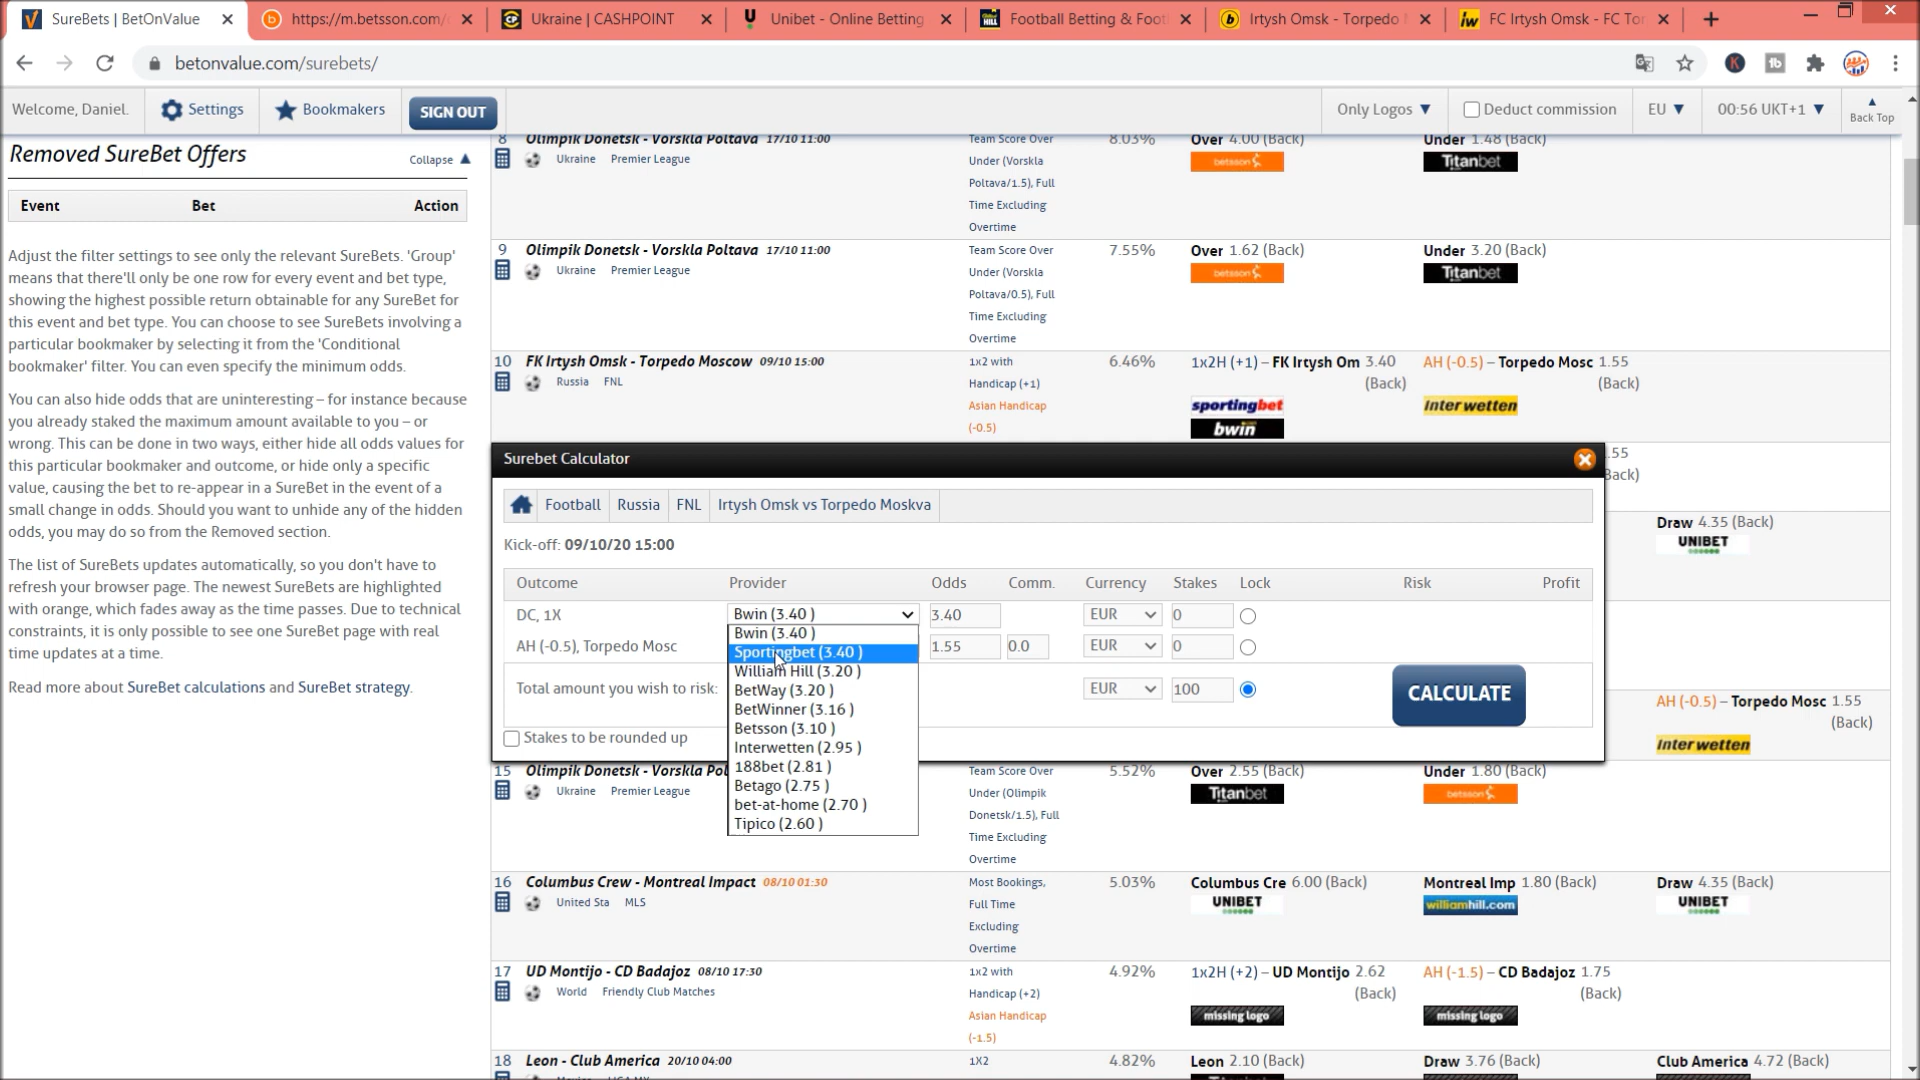 SureBets | BetOnValue
https://m.betsson.com/
Ukraine | CASHPOINT
Unibet - Online Betting
Football Betting & Foot
Irtysh Omsk - Torpedo
FC Irtysh Omsk - FC Tor
betonvalue.com/surebets/
Welcome, Daniel.
Settings
Bookmakers
SIGN OUT
Only Logos ▼
Deduct commission
EU ▼
00:56 UKT+1 ▼
Back Top
Removed SureBet Offers
Collapse ▲
Event Bet Action
Adjust the filter settings to see only the relevant SureBets. 'Group'
means that there'll only be one row for every event and bet type,
showing the highest possible return obtainable for any SureBet for
this event and bet type. You can choose to see SureBets involving a
particular bookmaker by selecting it from the 'Conditional
bookmaker' filter. You can even specify the minimum odds.
You can also hide odds that are uninteresting – for instance because
you already staked the maximum amount available to you – or
wrong. This can be done in two ways, either hide all odds values for
this particular bookmaker and outcome, or hide only a specific
value, causing the bet to re-appear in a SureBet in the event of a
small change in odds. Should you want to unhide any of the hidden
odds, you may do so from the Removed section.
The list of SureBets updates automatically, so you don't have to
refresh your browser page. The newest SureBets are highlighted
with orange, which fades away as the time passes. Due to technical
constraints, it is only possible to see one SureBet page with real
time updates at a time.
Read more about SureBet calculations and SureBet strategy.
8 Olimpik Donetsk - Vorskla Poltava 17/10 11:00 Team Score Over 8.03% Over 4.00 (Back) Under 1.48 (Back)
Ukraine Premier League Under (Vorskla betsson Titanbet
Poltava/1.5), Full
Time Excluding
Overtime
9 Olimpik Donetsk - Vorskla Poltava 17/10 11:00 Team Score Over 7.55% Over 1.62 (Back) Under 3.20 (Back)
Ukraine Premier League Under (Vorskla betsson Titanbet
Poltava/0.5), Full
Time Excluding
Overtime
10 FK Irtysh Omsk - Torpedo Moscow 09/10 15:00 1x2 with 6.46% 1x2H (+1) – FK Irtysh Om 3.40 AH (-0.5) – Torpedo Mosc 1.55
Russia FNL Handicap (+1) (Back) (Back)
Asian Handicap sportingbet interwetten
(-0.5) bwin
Surebet Calculator
.55
ack)
Football Russia FNL Irtysh Omsk vs Torpedo Moskva
Kick-off: 09/10/20 15:00
Draw 4.35 (Back)
UNIBET
Outcome Provider Odds Comm. Currency Stakes Lock Risk Profit
DC, 1X Bwin (3.40 ) 3.40 EUR 0
AH (-0.5), Torpedo Mosc 1.55 0.0 EUR 0
Total amount you wish to risk: EUR 100 CALCULATE
Stakes to be rounded up
Bwin (3.40 )
Sportingbet (3.40 )
William Hill (3.20 )
BetWay (3.20 )
BetWinner (3.16 )
Betsson (3.10 )
Interwetten (2.95 )
188bet (2.81 )
Betago (2.75 )
bet-at-home (2.70 )
Tipico (2.60 )
AH (-0.5) – Torpedo Mosc 1.55
(Back)
interwetten
15 Olimpik Donetsk - Vorskla Pol Team Score Over 5.52% Over 2.55 (Back) Under 1.80 (Back)
Ukraine Premier League Under (Olimpik Titanbet betsson
Donetsk/1.5), Full
Time Excluding
Overtime
16 Columbus Crew - Montreal Impact 08/10 01:30 Most Bookings, 5.03% Columbus Cre 6.00 (Back) Montreal Imp 1.80 (Back) Draw 4.35 (Back)
United Sta MLS Full Time UNIBET williamhill.com UNIBET
Excluding
Overtime
17 UD Montijo - CD Badajoz 08/10 17:30 1x2 with 4.92% 1x2H (+2) – UD Montijo 2.62 AH (-1.5) – CD Badajoz 1.75
World Friendly Club Matches Handicap (+2) (Back) (Back)
Asian Handicap missing logo missing logo
(-1.5)
18 Leon - Club America 20/10 04:00 1X2 4.82% Leon 2.10 (Back) Draw 3.76 (Back) Club America 4.72 (Back)